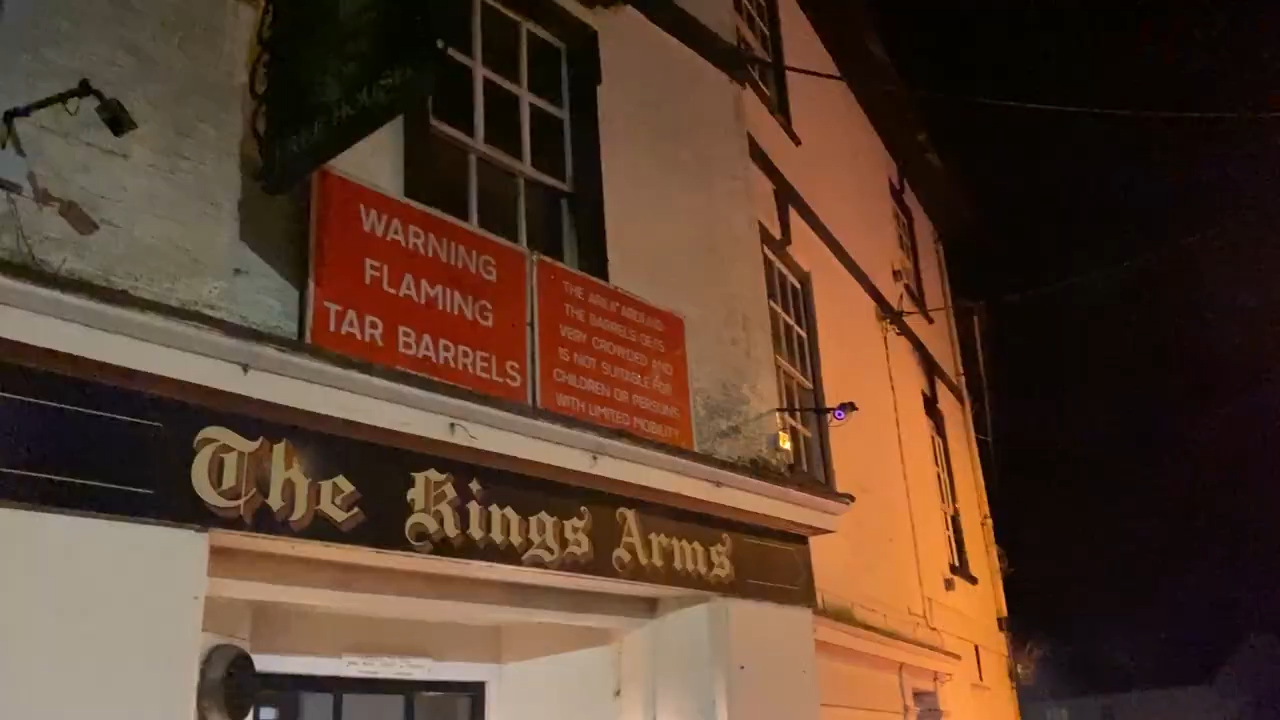 WARNING
FLAMING
TAR BARRELS
THE AREA AROUND
THE BARRELS GETS
VERY CROWDED AND
IS NOT SUITABLE FOR
CHILDREN OR PERSONS
WITH LIMITED MOBILITY
The Kings Arms